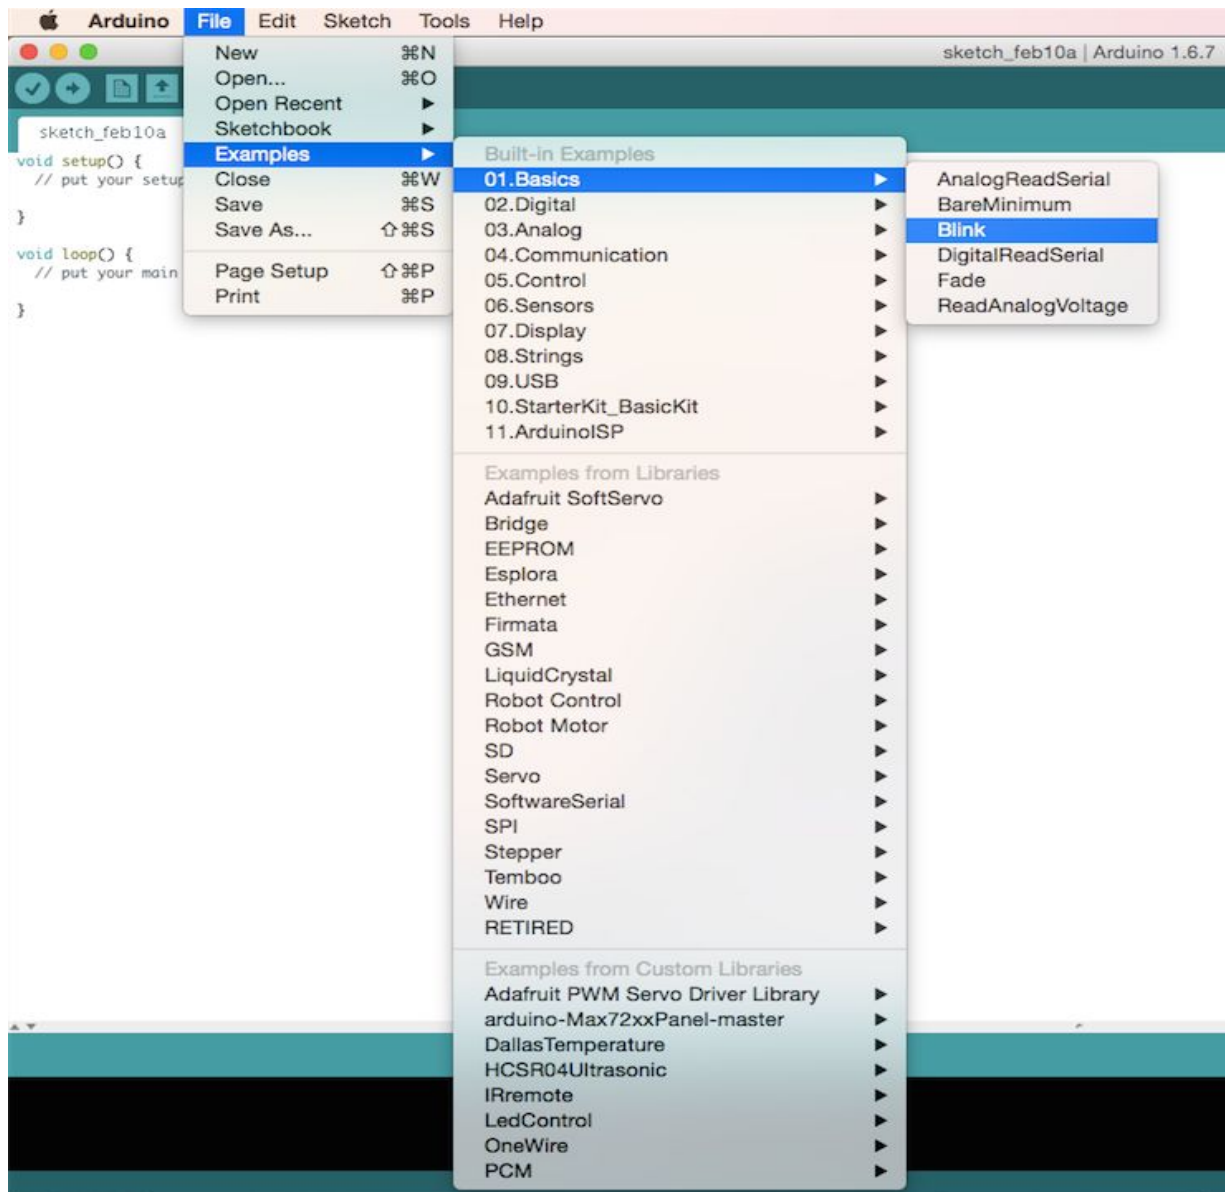 Arduino File Edit Sketch Tools Help
sketch_feb10a | Arduino 1.6.7
sketch_feb10a
void setup() {
// put your setup
}
void loop() {
// put your main
}
New ⌘N
Open... ⌘O
Open Recent ▶
Sketchbook ▶
Examples ▶
Close ⌘W
Save ⌘S
Save As... ⇧⌘S
Page Setup ⇧⌘P
Print ⌘P
Built-in Examples
01.Basics ▶
02.Digital ▶
03.Analog ▶
04.Communication ▶
05.Control ▶
06.Sensors ▶
07.Display ▶
08.Strings ▶
09.USB ▶
10.StarterKit_BasicKit ▶
11.ArduinoISP ▶
Examples from Libraries
Adafruit SoftServo ▶
Bridge ▶
EEPROM ▶
Esplora ▶
Ethernet ▶
Firmata ▶
GSM ▶
LiquidCrystal ▶
Robot Control ▶
Robot Motor ▶
SD ▶
Servo ▶
SoftwareSerial ▶
SPI ▶
Stepper ▶
Temboo ▶
Wire ▶
RETIRED ▶
Examples from Custom Libraries
Adafruit PWM Servo Driver Library ▶
arduino-Max72xxPanel-master ▶
DallasTemperature ▶
HCSR04Ultrasonic ▶
IRremote ▶
LedControl ▶
OneWire ▶
PCM ▶
AnalogReadSerial
BareMinimum
Blink
DigitalReadSerial
Fade
ReadAnalogVoltage